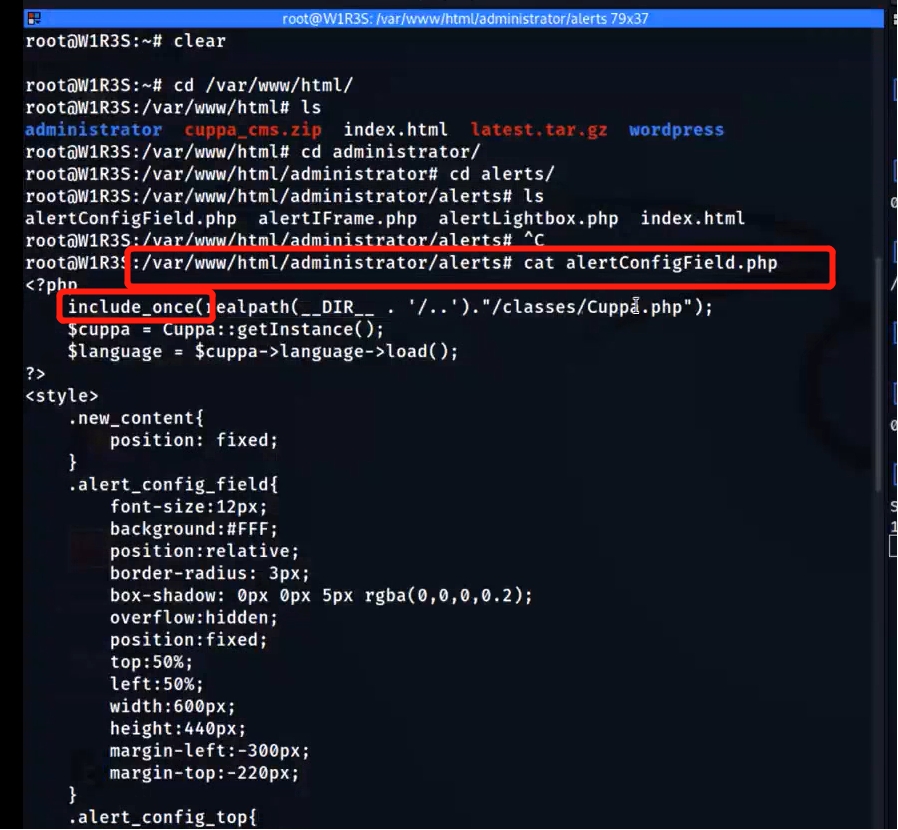 root@W1R3S: /var/www/html/administrator/alerts 79x37
root@W1R3S:~# clear
root@W1R3S:~# cd /var/www/html/
root@W1R3S:/var/www/html# ls
administrator  cuppa_cms.zip  index.html  latest.tar.gz  wordpress
root@W1R3S:/var/www/html# cd administrator/
root@W1R3S:/var/www/html/administrator# cd alerts/
root@W1R3S:/var/www/html/administrator/alerts# ls
alertConfigField.php  alertIFrame.php  alertLightbox.php  index.html
root@W1R3S:/var/www/html/administrator/alerts# ^C
root@W1R3S:/var/www/html/administrator/alerts# cat alertConfigField.php
<?php
    include_once(realpath(__DIR__ . '/..')."/classes/Cuppa.php");
    $cuppa = Cuppa::getInstance();
    $language = $cuppa->language->load();
?>
<style>
    .new_content{
        position: fixed;
    }
    .alert_config_field{
        font-size:12px;
        background:#FFF;
        position:relative;
        border-radius: 3px;
        box-shadow: 0px 0px 5px rgba(0,0,0,0.2);
        overflow:hidden;
        position:fixed;
        top:50%;
        left:50%;
        width:600px;
        height:440px;
        margin-left:-300px;
        margin-top:-220px;
    }
    .alert_config_top{